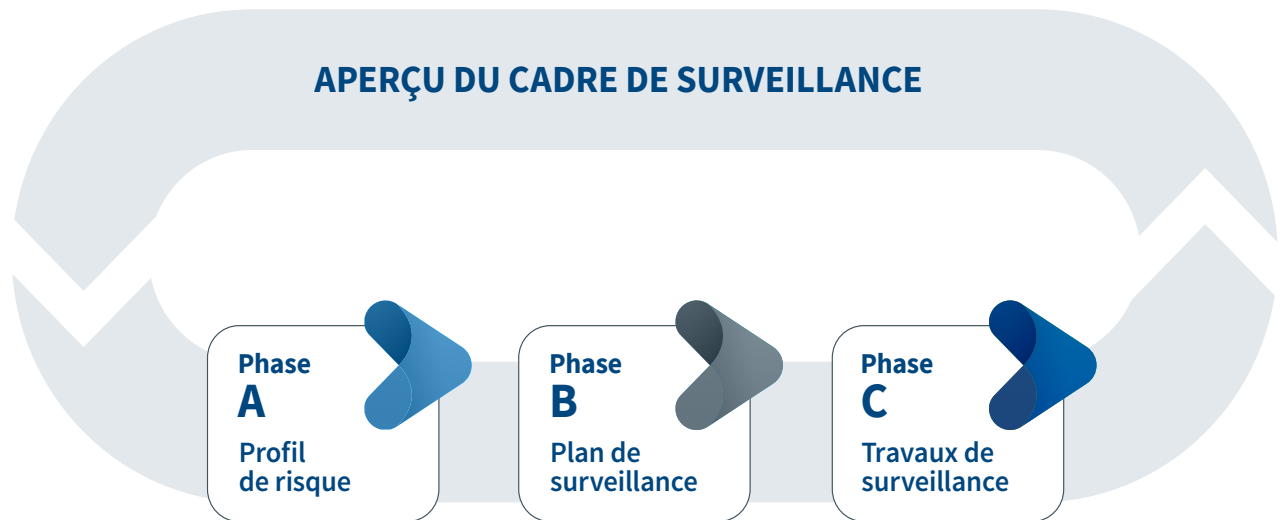 APERÇU DU CADRE DE SURVEILLANCE
Phase
A
Profil
de risque
Phase
B
Plan de
surveillance
Phase
C
Travaux de
surveillance